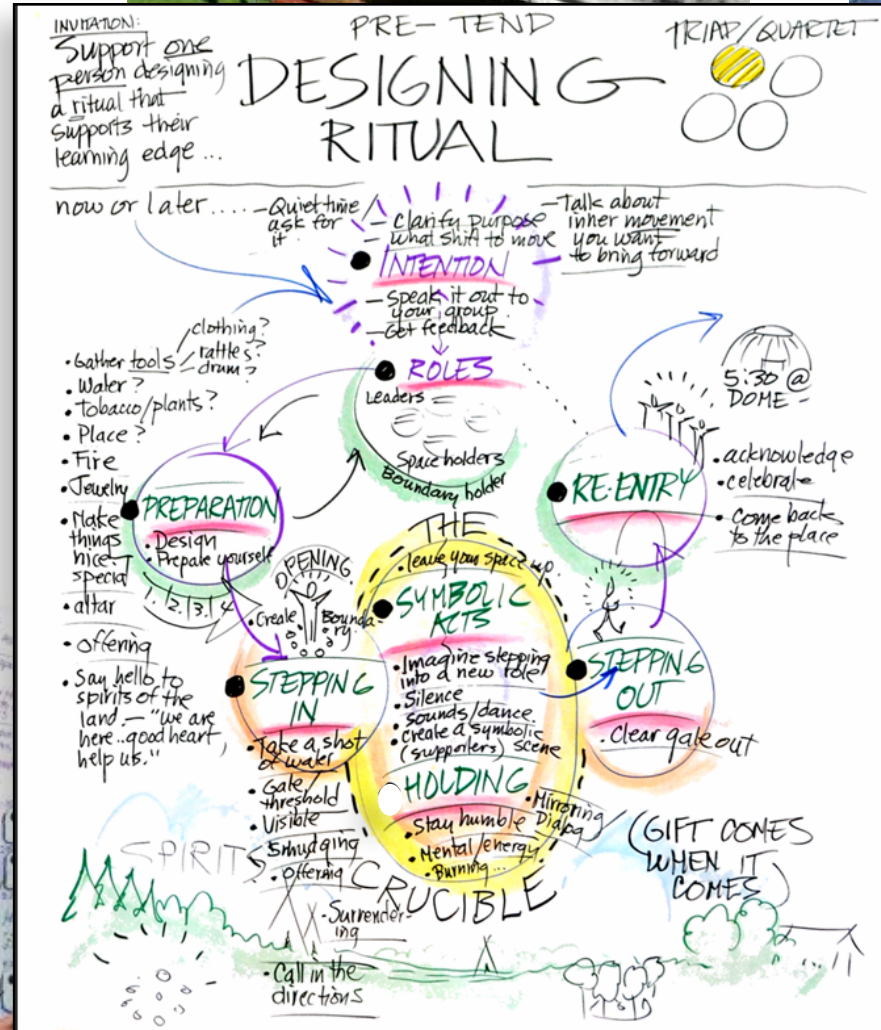 INVITATION:
Support one
person designing
a ritual that
supports their
learning edge ...
PRE-TEND
DESIGNING
RITUAL
TRIAD/QUARTET
now or later.....
- Quiet time
ask for
it
- clarify purpose
- what shift to move
- Talk about
inner movement
you want
to bring forward
INTENTION
- Speak it out to
your group.
- Get feedback
ROLES
Leaders
Space holders
Boundary holder
clothing?
rattles?
drum?
• Gather tools
• Water?
• Tobacco/plants?
• Place?
• Fire
• Jewelry
• Make
things
nice-
special
• altar
• offering
• Say hello to
spirits of the
land. - "we are
here..good heart,
help us."
PREPARATION
• Design
• Prepare yourself
1. /2./3./4
OPENING
• Create Bounda-
ry.
STEPPING
IN
• Take a shot
of water
• Gate/
threshold
• Visible
• Smudging
• Offering
• Surrender-
ing
• Call in the
directions
THE
• leave your space up.
SYMBOLIC
ACTS
• Imagine stepping
into a new role
• Silence
sounds/dance.
• Create a symbolic
(supporters) scene
HOLDING
• Mirroring
Dialog
• Stay humble
• Mental/energy
• Burning...
CRUCIBLE
STEPPING
OUT
• Clear gate out
RE-ENTRY
• acknowledge
• celebrate
• Come back
to the place
5:30 @
DOME -
(GIFT COMES
WHEN IT
COMES)
SPIRITS